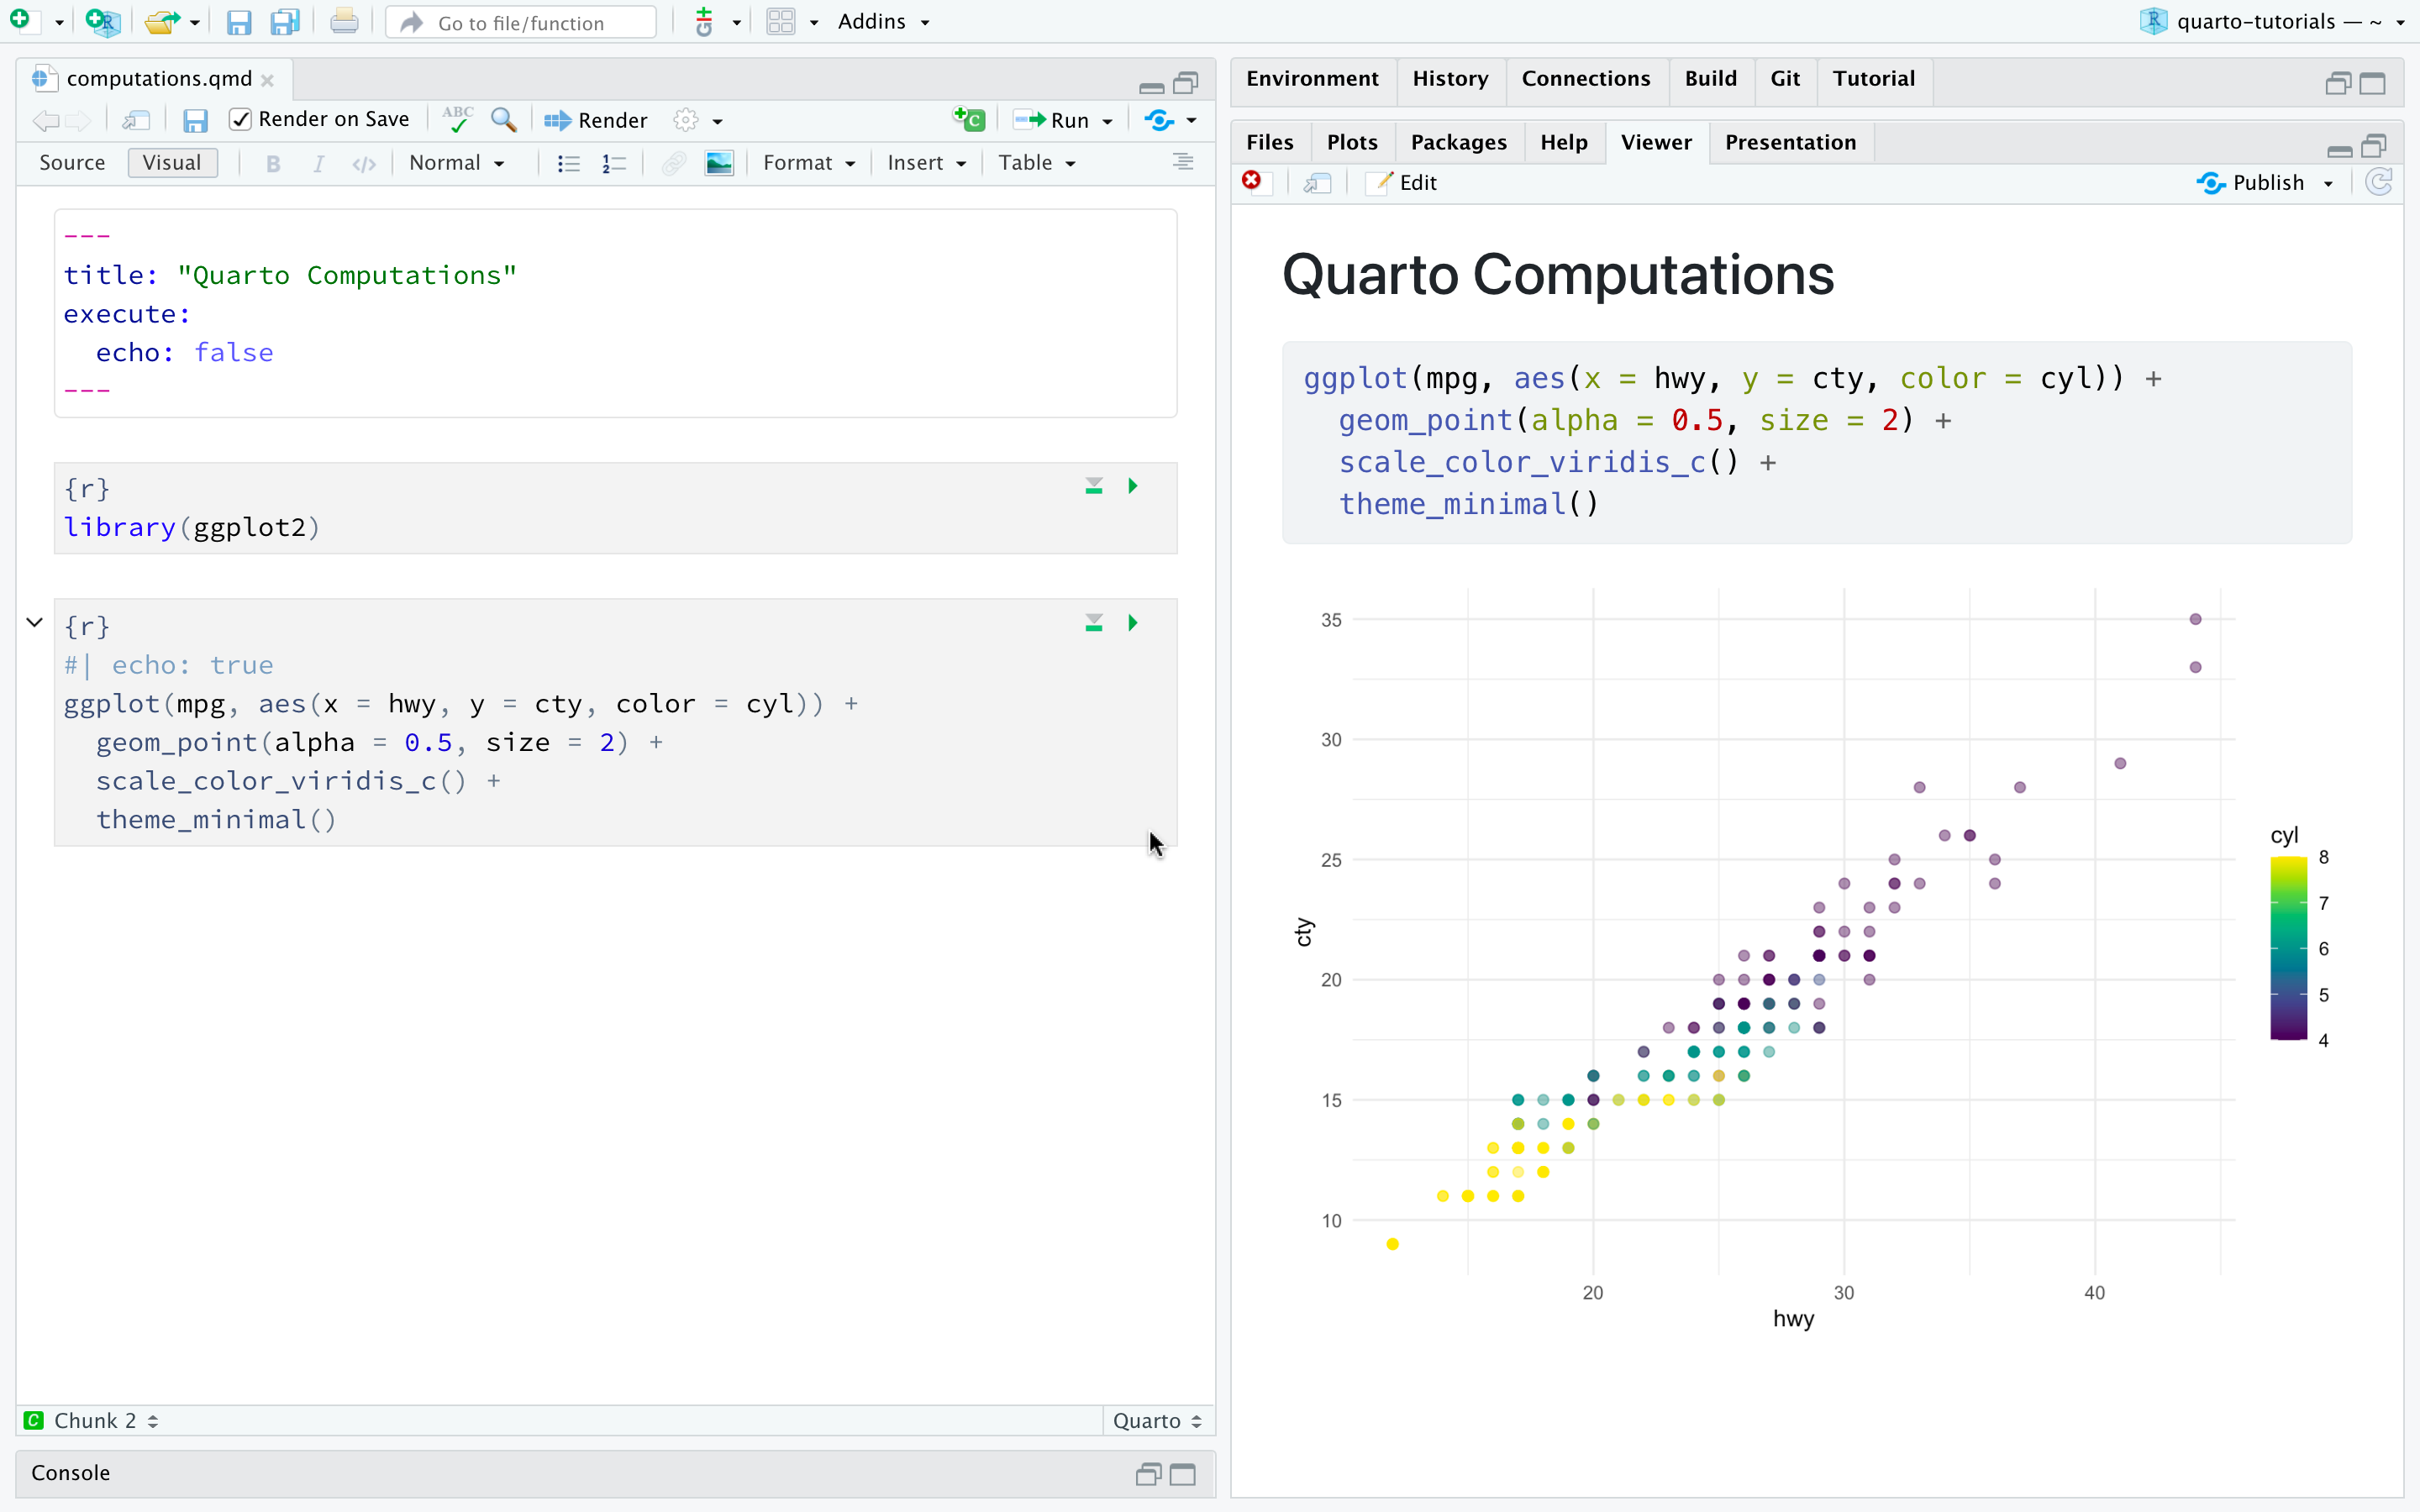 Go to file/function
Addins
quarto-tutorials — ~
computations.qmd
Render on Save
ABC
Render
Run
Source Visual B I </> Normal Format Insert Table
---
title: "Quarto Computations"
execute:
  echo: false
---
{r}
library(ggplot2)
{r}
#| echo: true
ggplot(mpg, aes(x = hwy, y = cty, color = cyl)) +
  geom_point(alpha = 0.5, size = 2) +
  scale_color_viridis_c() +
  theme_minimal()
C Chunk 2
Quarto
Console
Environment History Connections Build Git Tutorial
Files Plots Packages Help Viewer Presentation
Edit
Publish
Quarto Computations
ggplot(mpg, aes(x = hwy, y = cty, color = cyl)) +
  geom_point(alpha = 0.5, size = 2) +
  scale_color_viridis_c() +
  theme_minimal()
35
30
25
20
15
10
cty
20 30 40
hwy
cyl
8
7
6
5
4